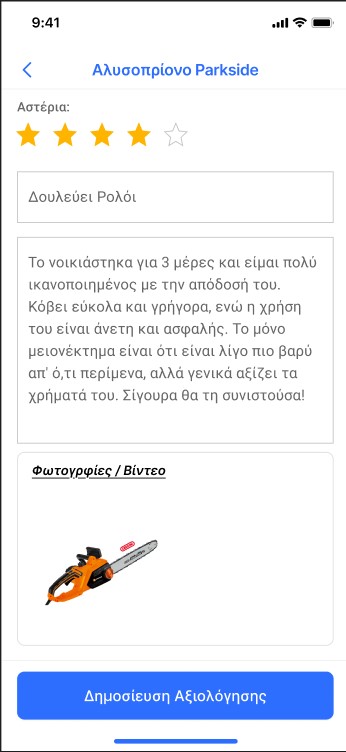 9:41
Αλυσοπρίονο Parkside
Αστέρια:
Δουλεύει Ρολόι
Το νοικιάστηκα για 3 μέρες και είμαι πολύ
ικανοποιημένος με την απόδοσή του.
Κόβει εύκολα και γρήγορα, ενώ η χρήση
του είναι άνετη και ασφαλής. Το μόνο
μειονέκτημα είναι ότι είναι λίγο πιο βαρύ
απ' ό,τι περίμενα, αλλά γενικά αξίζει τα
χρήματά του. Σίγουρα θα τη συνιστούσα!
Φωτογρφίες / Βίντεο
Δημοσίευση Αξιολόγησης